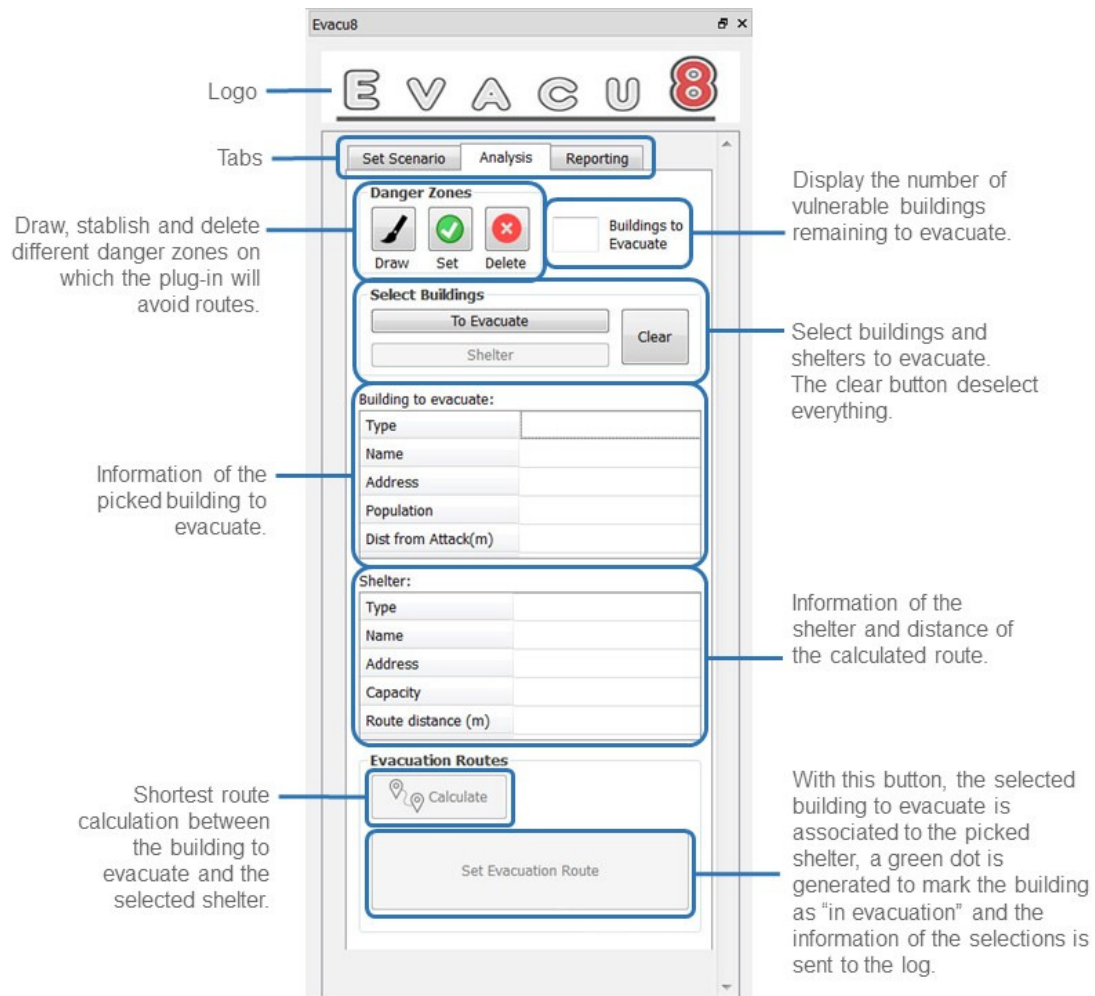 Evacu8
EVACU8
Logo
Tabs
Set Scenario
Analysis
Reporting
Danger Zones
Draw
Set
Delete
Buildings to
Evacuate
Draw, stablish and delete
different danger zones on
which the plug-in will
avoid routes.
Display the number of
vulnerable buildings
remaining to evacuate.
Select Buildings
To Evacuate
Shelter
Clear
Select buildings and
shelters to evacuate.
The clear button deselect
everything.
Building to evacuate:
Type
Name
Address
Population
Dist from Attack(m)
Information of the
picked building to
evacuate.
Shelter:
Type
Name
Address
Capacity
Route distance (m)
Information of the
shelter and distance of
the calculated route.
Evacuation Routes
Calculate
Set Evacuation Route
Shortest route
calculation between
the building to
evacuate and the
selected shelter.
With this button, the selected
building to evacuate is
associated to the picked
shelter, a green dot is
generated to mark the building
as “in evacuation” and the
information of the selections is
sent to the log.